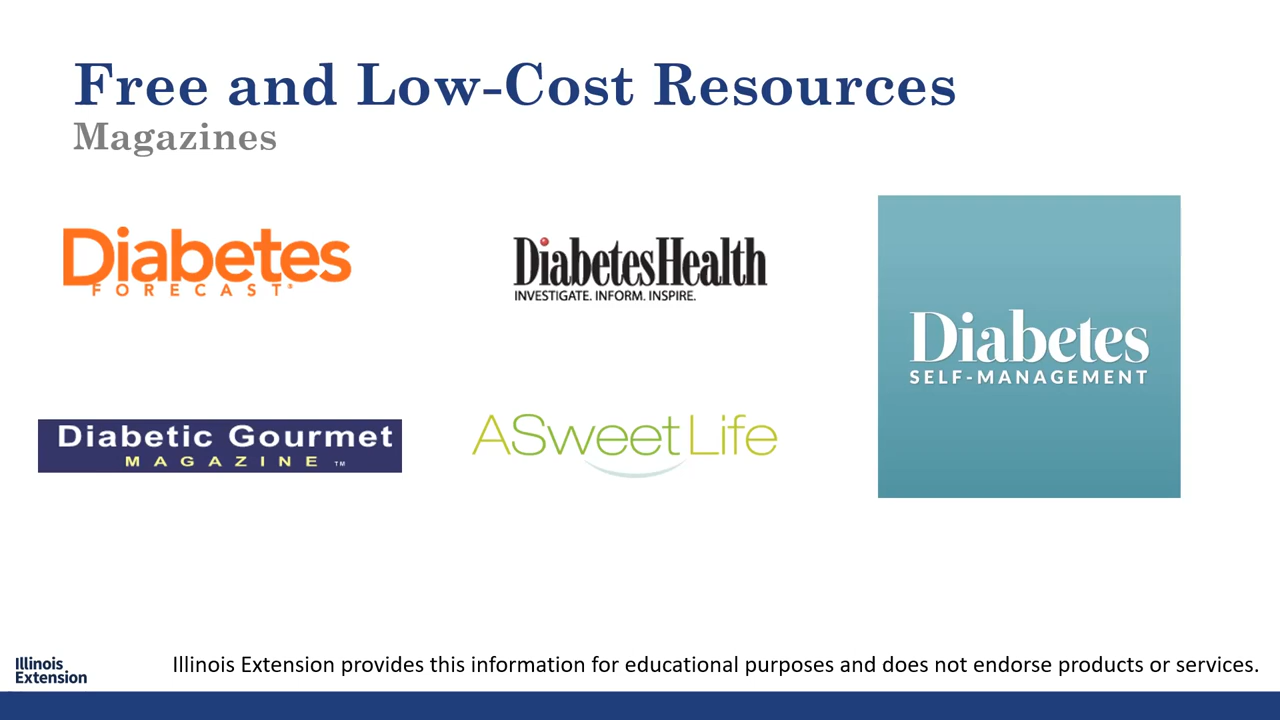 Free and Low-Cost Resources
Magazines
Diabetes
FORECAST®
DiabetesHealth
INVESTIGATE. INFORM. INSPIRE.
Diabetes
SELF-MANAGEMENT
Diabetic Gourmet
MAGAZINE™
ASweetLife
Illinois
Extension
Illinois Extension provides this information for educational purposes and does not endorse products or services.